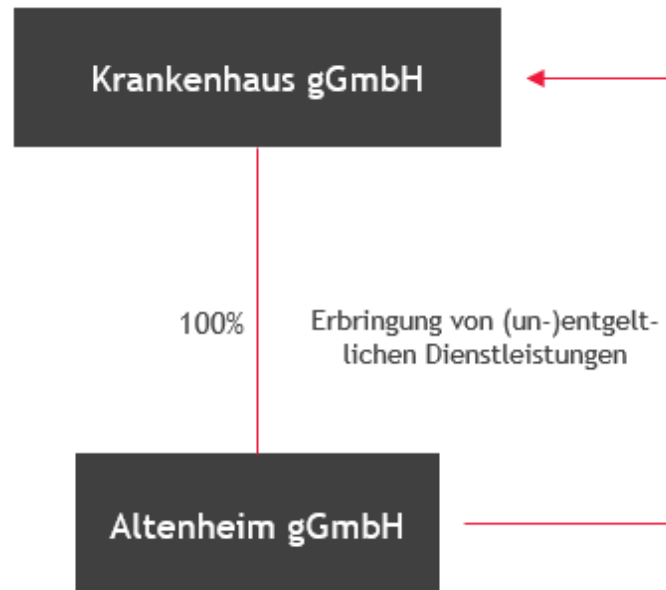 Krankenhaus gGmbH
100%
Erbringung von (un-)entgelt-
lichen Dienstleistungen
Altenheim gGmbH